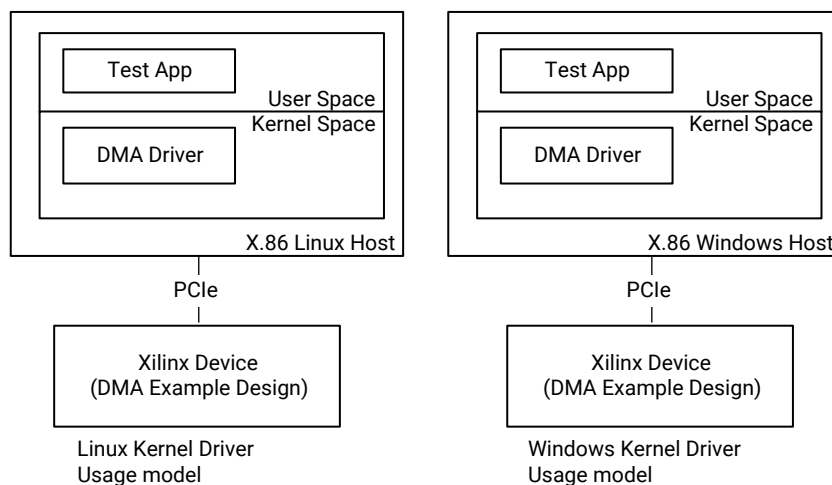 Test App
User Space
Kernel Space
DMA Driver
X.86 Linux Host
PCIe
Xilinx Device
(DMA Example Design)
Linux Kernel Driver
Usage model
Test App
User Space
Kernel Space
DMA Driver
X.86 Windows Host
PCIe
Xilinx Device
(DMA Example Design)
Windows Kernel Driver
Usage model